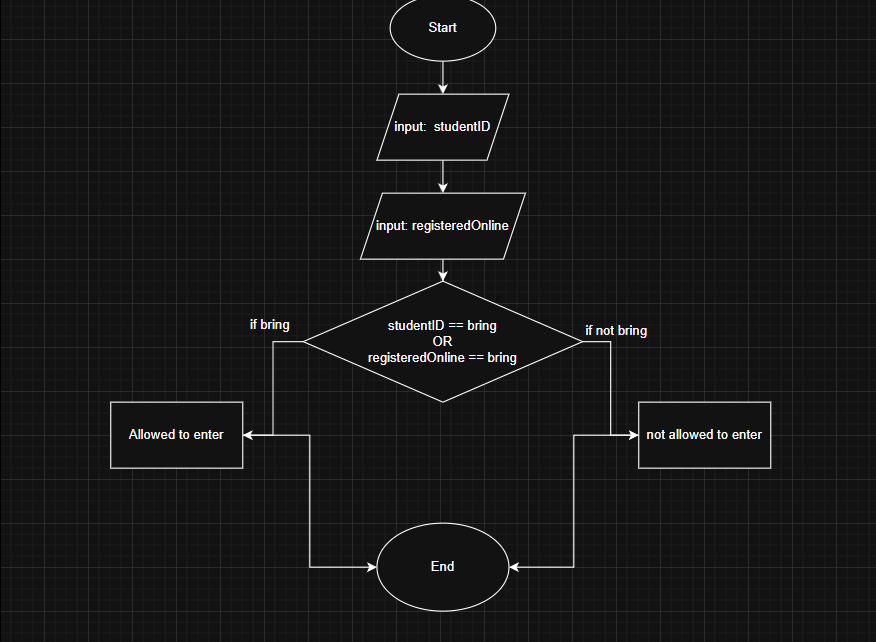 Start
input: studentID
input: registeredOnline
if bring
studentID == bring
OR
registeredOnline == bring
if not bring
Allowed to enter
not allowed to enter
End